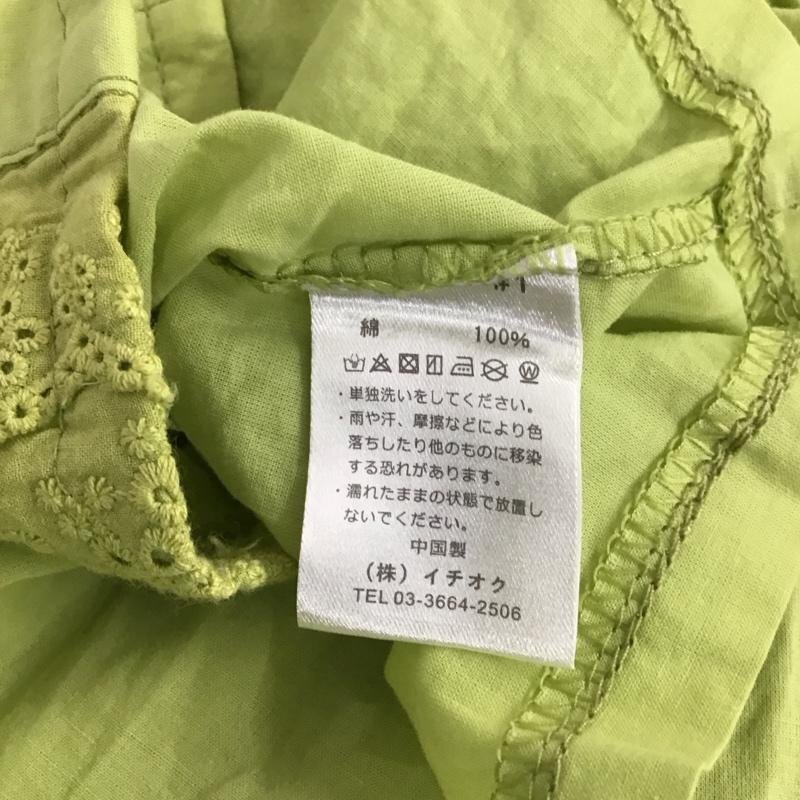 #1
綿 100%
・単独洗いをしてください。
・雨や汗、摩擦などにより色
落ちしたり他のものに移染
する恐れがあります。
・濡れたままの状態で放置し
ないでください。
中国製
（株）イチオク
TEL 03-3664-2506